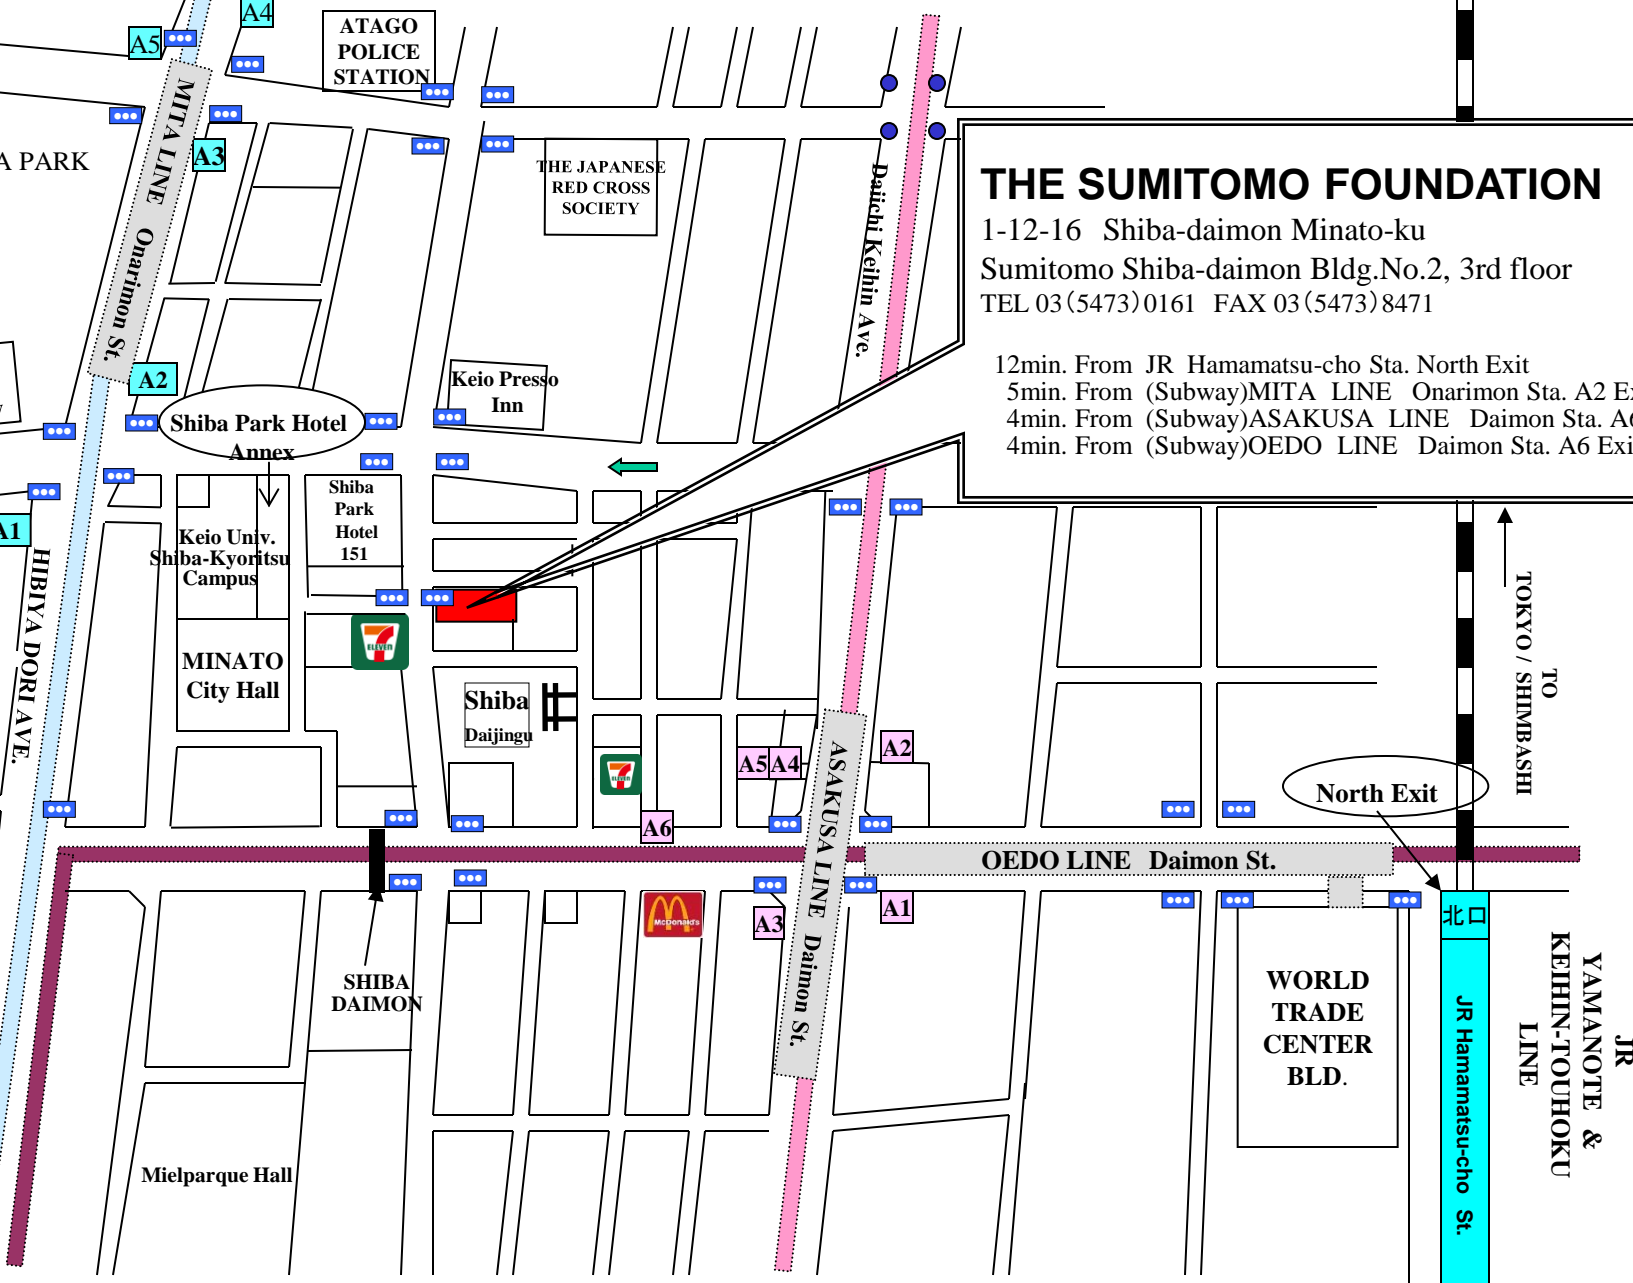 A4
A5
ATAGO
POLICE
STATION
MITA LINE Onarimon St.
A3
A PARK
THE JAPANESE
RED CROSS
SOCIETY
Daiichi Keihin Ave.
THE SUMITOMO FOUNDATION
1-12-16 Shiba-daimon Minato-ku
Sumitomo Shiba-daimon Bldg.No.2, 3rd floor
TEL 03(5473)0161 FAX 03(5473)8471
12min. From JR Hamamatsu-cho Sta. North Exit
5min. From (Subway)MITA LINE Onarimon Sta. A2 Ex
4min. From (Subway)ASAKUSA LINE Daimon Sta. A6
4min. From (Subway)OEDO LINE Daimon Sta. A6 Exi
A2
Keio Presso
Inn
Shiba Park Hotel
Annex
Shiba
Park
Hotel
151
A1
Keio Univ.
Shiba-Kyoritsu
Campus
HIBIYA DORI AVE.
7
ELEVEN
MINATO
City Hall
Shiba
Daijingu
7
ELEVEN
A5
A4
A2
A6
ASAKUSA LINE Daimon St.
TO
TOKYO / SHIMBASHI
North Exit
OEDO LINE Daimon St.
McDonald's
A3
A1
北口
SHIBA
DAIMON
WORLD
TRADE
CENTER
BLD.
JR Hamamatsu-cho St.
JR
YAMANOTE &
KEIHIN-TOUHOKU
LINE
Mielparque Hall